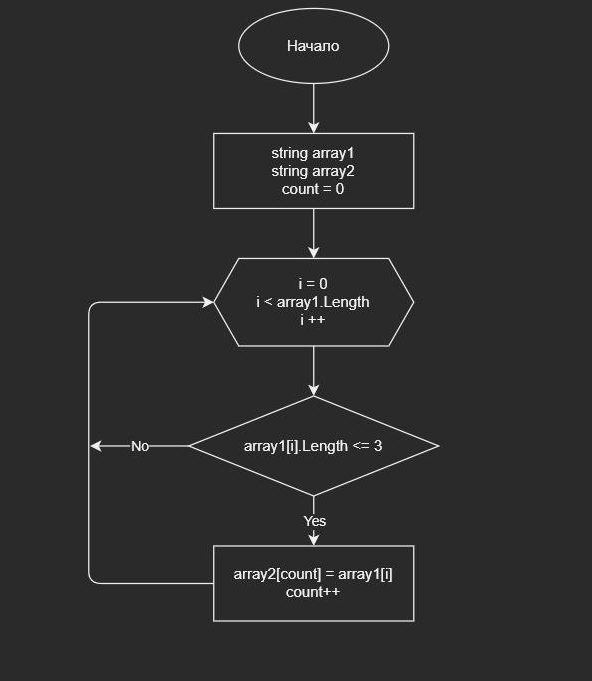 Начало
string array1
string array2
count = 0
i = 0
i < array1.Length
i ++
array1[i].Length <= 3
No
Yes
array2[count] = array1[i]
count++